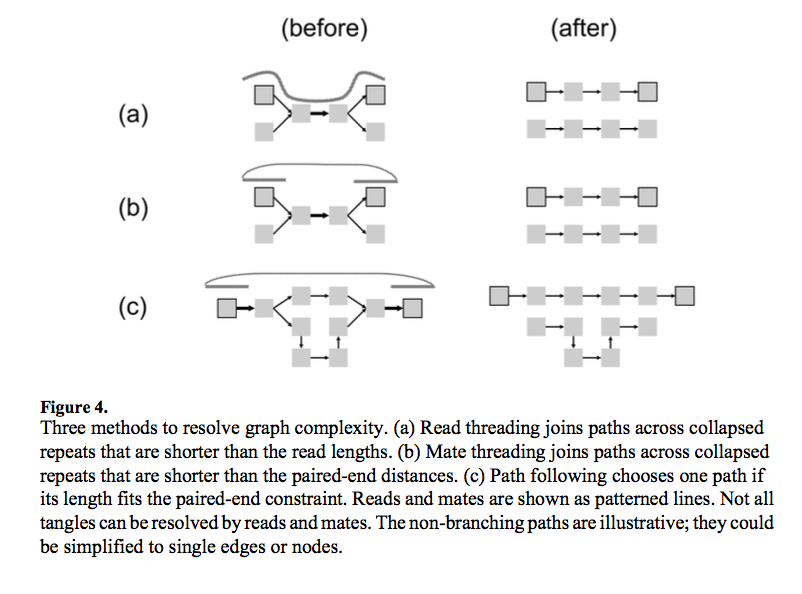 (before) (after)
(a)
(b)
(c)
Figure 4.
Three methods to resolve graph complexity. (a) Read threading joins paths across collapsed
repeats that are shorter than the read lengths. (b) Mate threading joins paths across collapsed
repeats that are shorter than the paired-end distances. (c) Path following chooses one path if
its length fits the paired-end constraint. Reads and mates are shown as patterned lines. Not all
tangles can be resolved by reads and mates. The non-branching paths are illustrative; they could
be simplified to single edges or nodes.